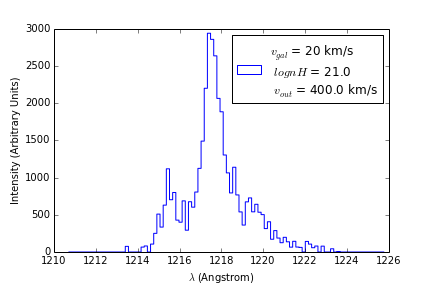 3000
2500
2000
1500
1000
500
0
Intensity (Arbitrary Units)
v_gal = 20 km/s
lognH = 21.0
v_out = 400.0 km/s
1210 1212 1214 1216 1218 1220 1222 1224 1226
λ (Angstrom)